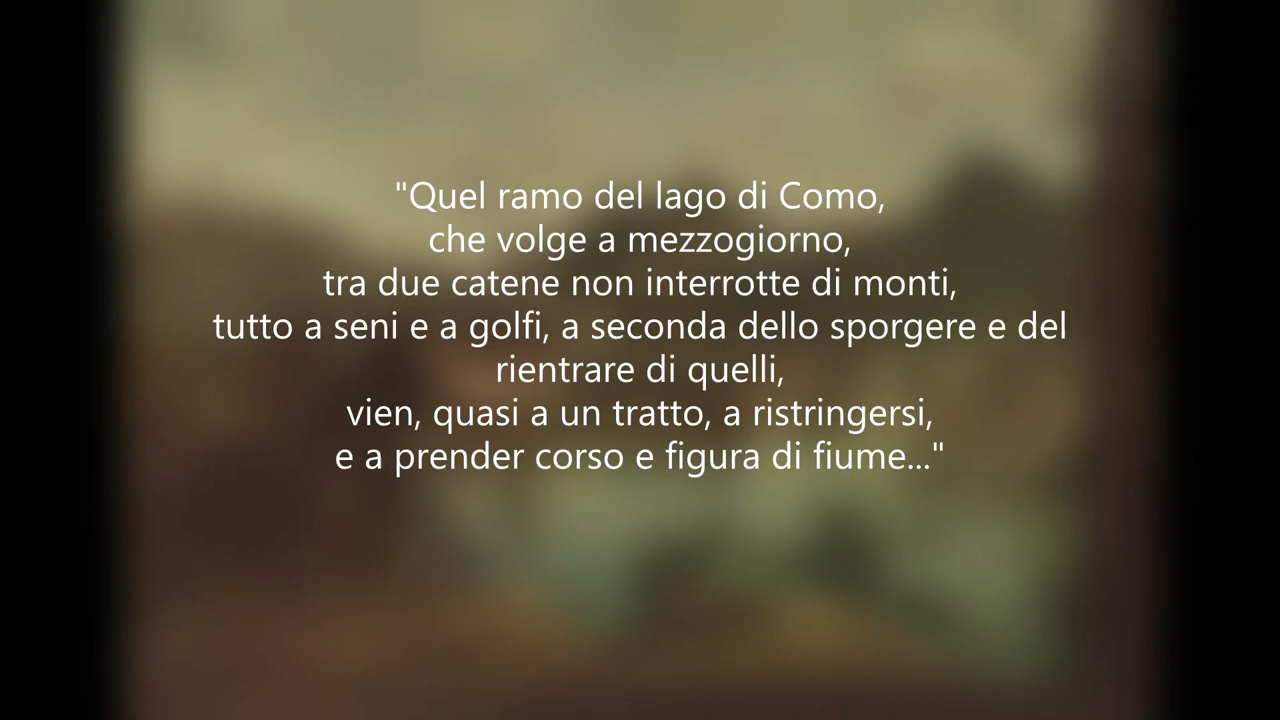 "Quel ramo del lago di Como,
che volge a mezzogiorno,
tra due catene non interrotte di monti,
tutto a seni e a golfi, a seconda dello sporgere e del
rientrare di quelli,
vien, quasi a un tratto, a ristringersi,
e a prender corso e figura di fiume..."